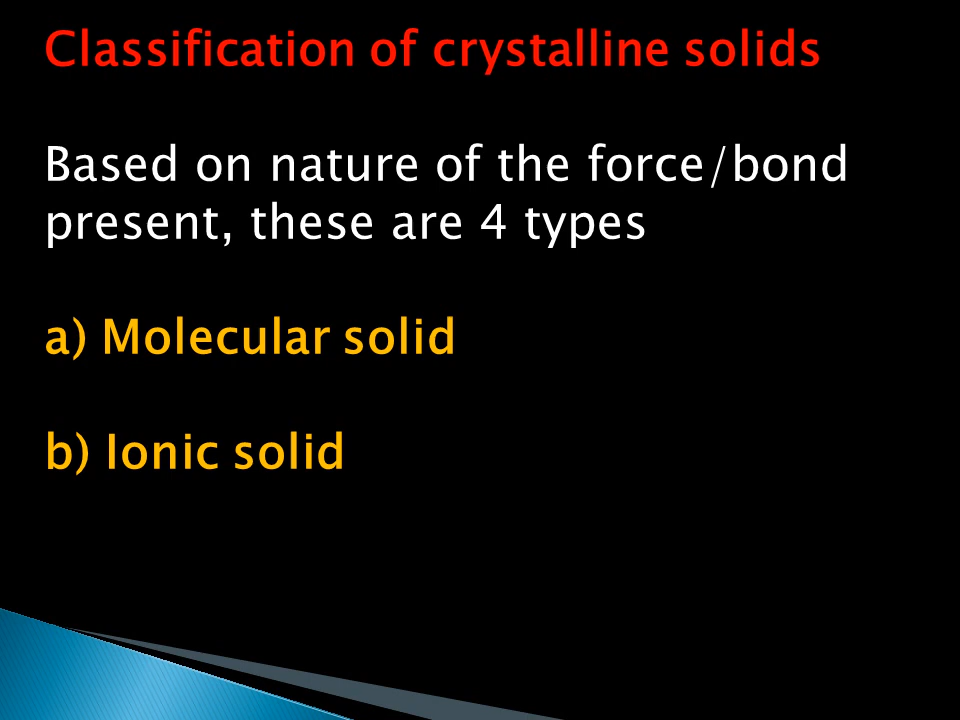 Classification of crystalline solids
Based on nature of the force/bond
present, these are 4 types
a) Molecular solid
b) Ionic solid